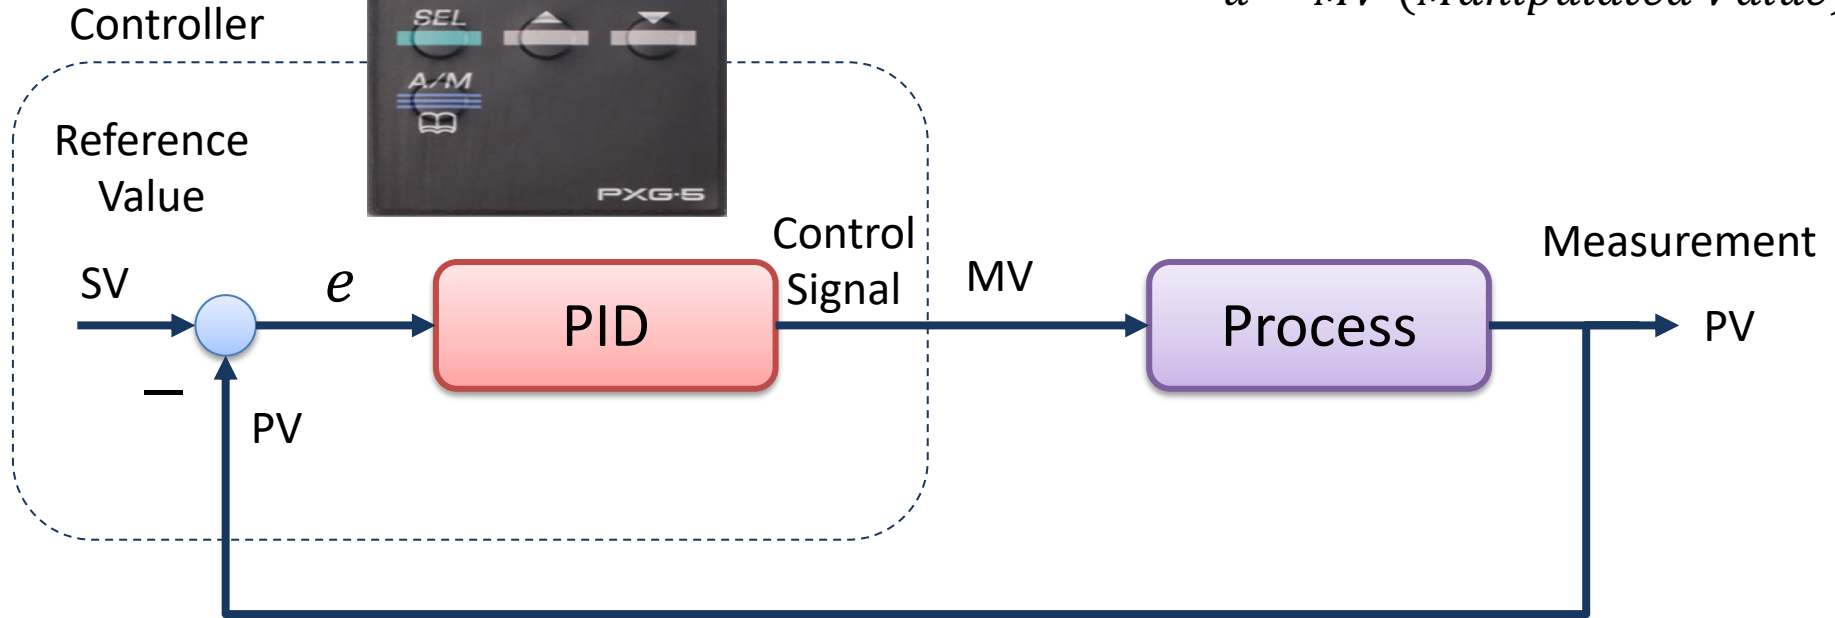 Controller
SEL
A/M
PXG-5
Reference
Value
Control
Signal
Measurement
SV
e
PID
MV
Process
PV
−
PV